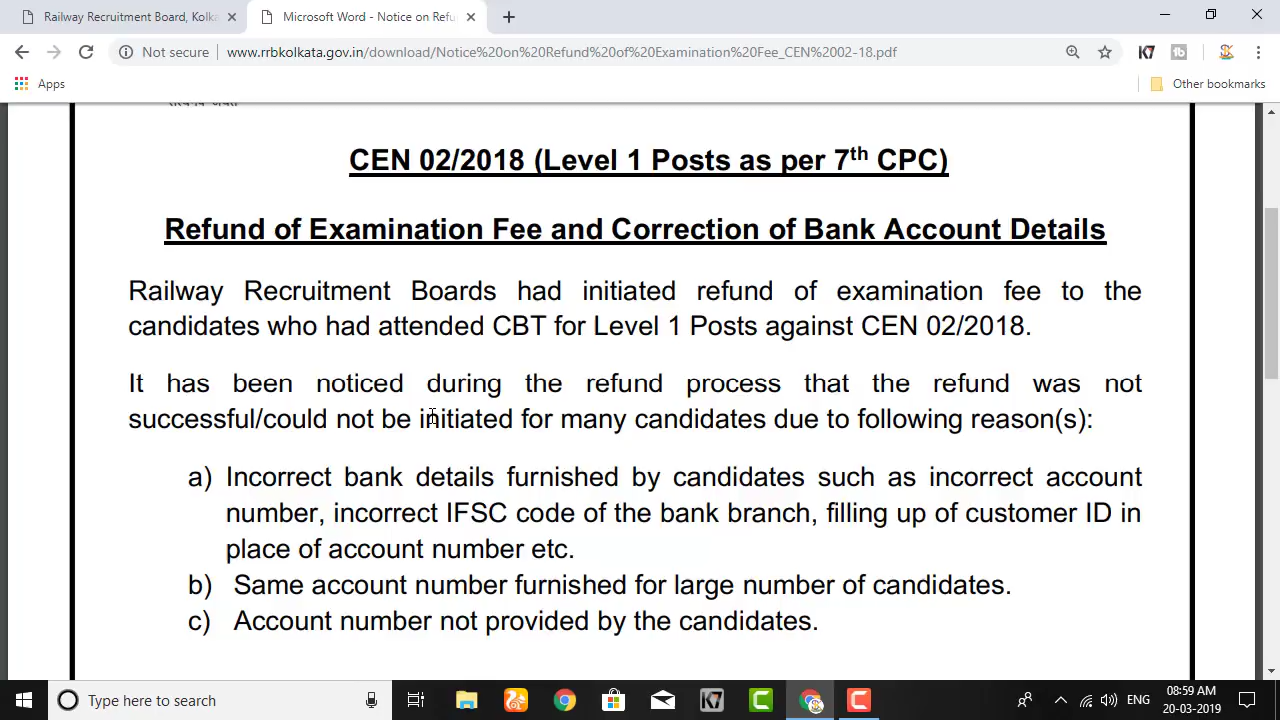 Railway Recruitment Board, Kolka
Microsoft Word - Notice on Refu
Not secure
www.rrbkolkata.gov.in/download/Notice%20on%20Refund%20of%20Examination%20Fee_CEN%2002-18.pdf
K7
tb
Apps
Other bookmarks
CEN 02/2018 (Level 1 Posts as per 7th CPC)
Refund of Examination Fee and Correction of Bank Account Details
Railway Recruitment Boards had initiated refund of examination fee to the
candidates who had attended CBT for Level 1 Posts against CEN 02/2018.
It has been noticed during the refund process that the refund was not
successful/could not be initiated for many candidates due to following reason(s):
a) Incorrect bank details furnished by candidates such as incorrect account
number, incorrect IFSC code of the bank branch, filling up of customer ID in
place of account number etc.
b) Same account number furnished for large number of candidates.
c) Account number not provided by the candidates.
Type here to search
K7
C
C
ENG
08:59 AM
20-03-2019